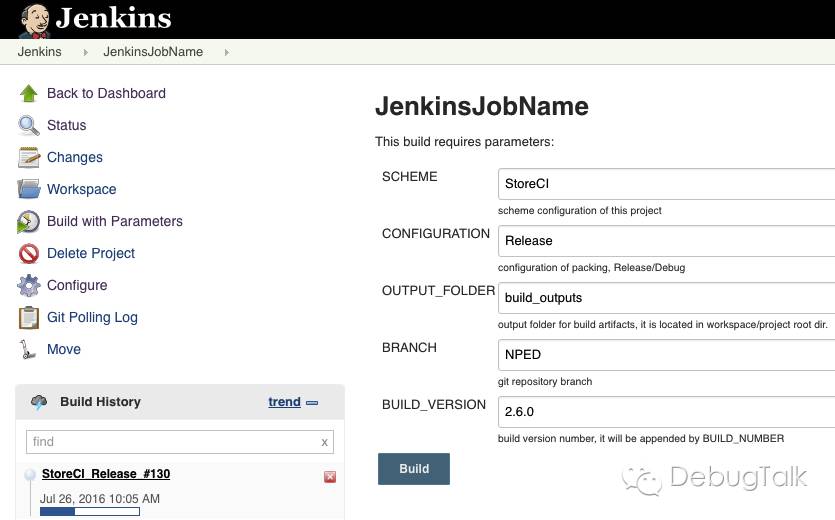 Jenkins
Jenkins JenkinsJobName
Back to Dashboard
Status
Changes
Workspace
Build with Parameters
Delete Project
Configure
Git Polling Log
Move
Build History trend
find x
StoreCI_Release_#130
Jul 26, 2016 10:05 AM
JenkinsJobName
This build requires parameters:
SCHEME StoreCI
scheme configuration of this project
CONFIGURATION Release
configuration of packing, Release/Debug
OUTPUT_FOLDER build_outputs
output folder for build artifacts, it is located in workspace/project root dir.
BRANCH NPED
git repository branch
BUILD_VERSION 2.6.0
build version number, it will be appended by BUILD_NUMBER
Build
DebugTalk